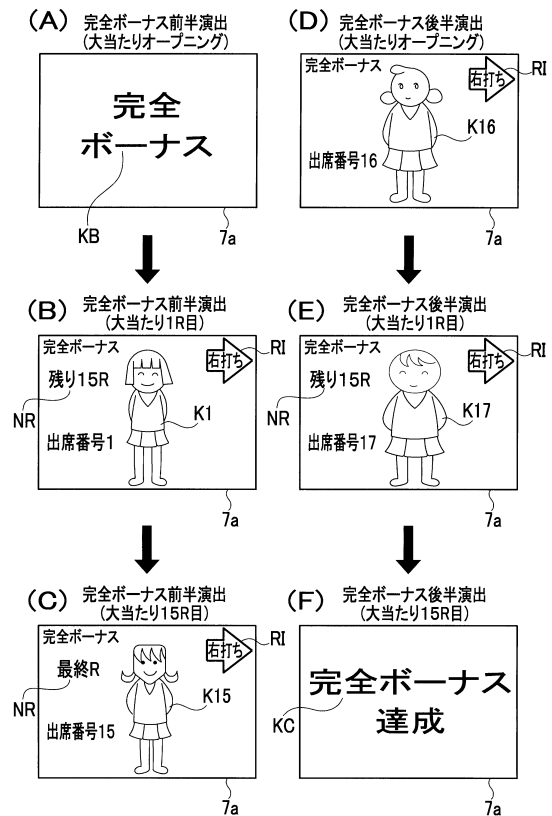 (A) 完全ボーナス前半演出
(大当たりオープニング)
完全
ボーナス
KB
7a
(B) 完全ボーナス前半演出
(大当たり1R目)
完全ボーナス
右打ち
RI
残り15R
NR
K1
出席番号1
7a
(C) 完全ボーナス前半演出
(大当たり15R目)
完全ボーナス
右打ち
RI
最終R
NR
K15
出席番号15
7a
(D) 完全ボーナス後半演出
(大当たりオープニング)
完全ボーナス
右打ち
RI
K16
出席番号16
7a
(E) 完全ボーナス後半演出
(大当たり1R目)
完全ボーナス
右打ち
RI
残り15R
NR
K17
出席番号17
7a
(F) 完全ボーナス後半演出
(大当たり15R目)
完全ボーナス
達成
KC
7a